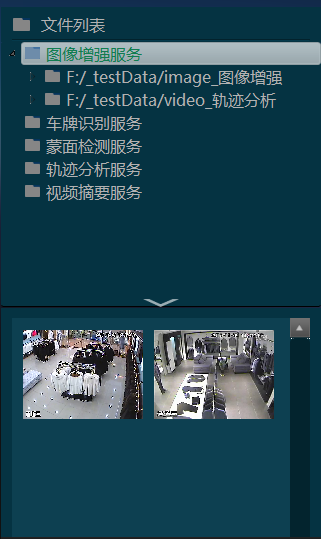 文件列表
图像增强服务
F:/_testData/image_图像增强
F:/_testData/video_轨迹分析
车牌识别服务
蒙面检测服务
轨迹分析服务
视频摘要服务